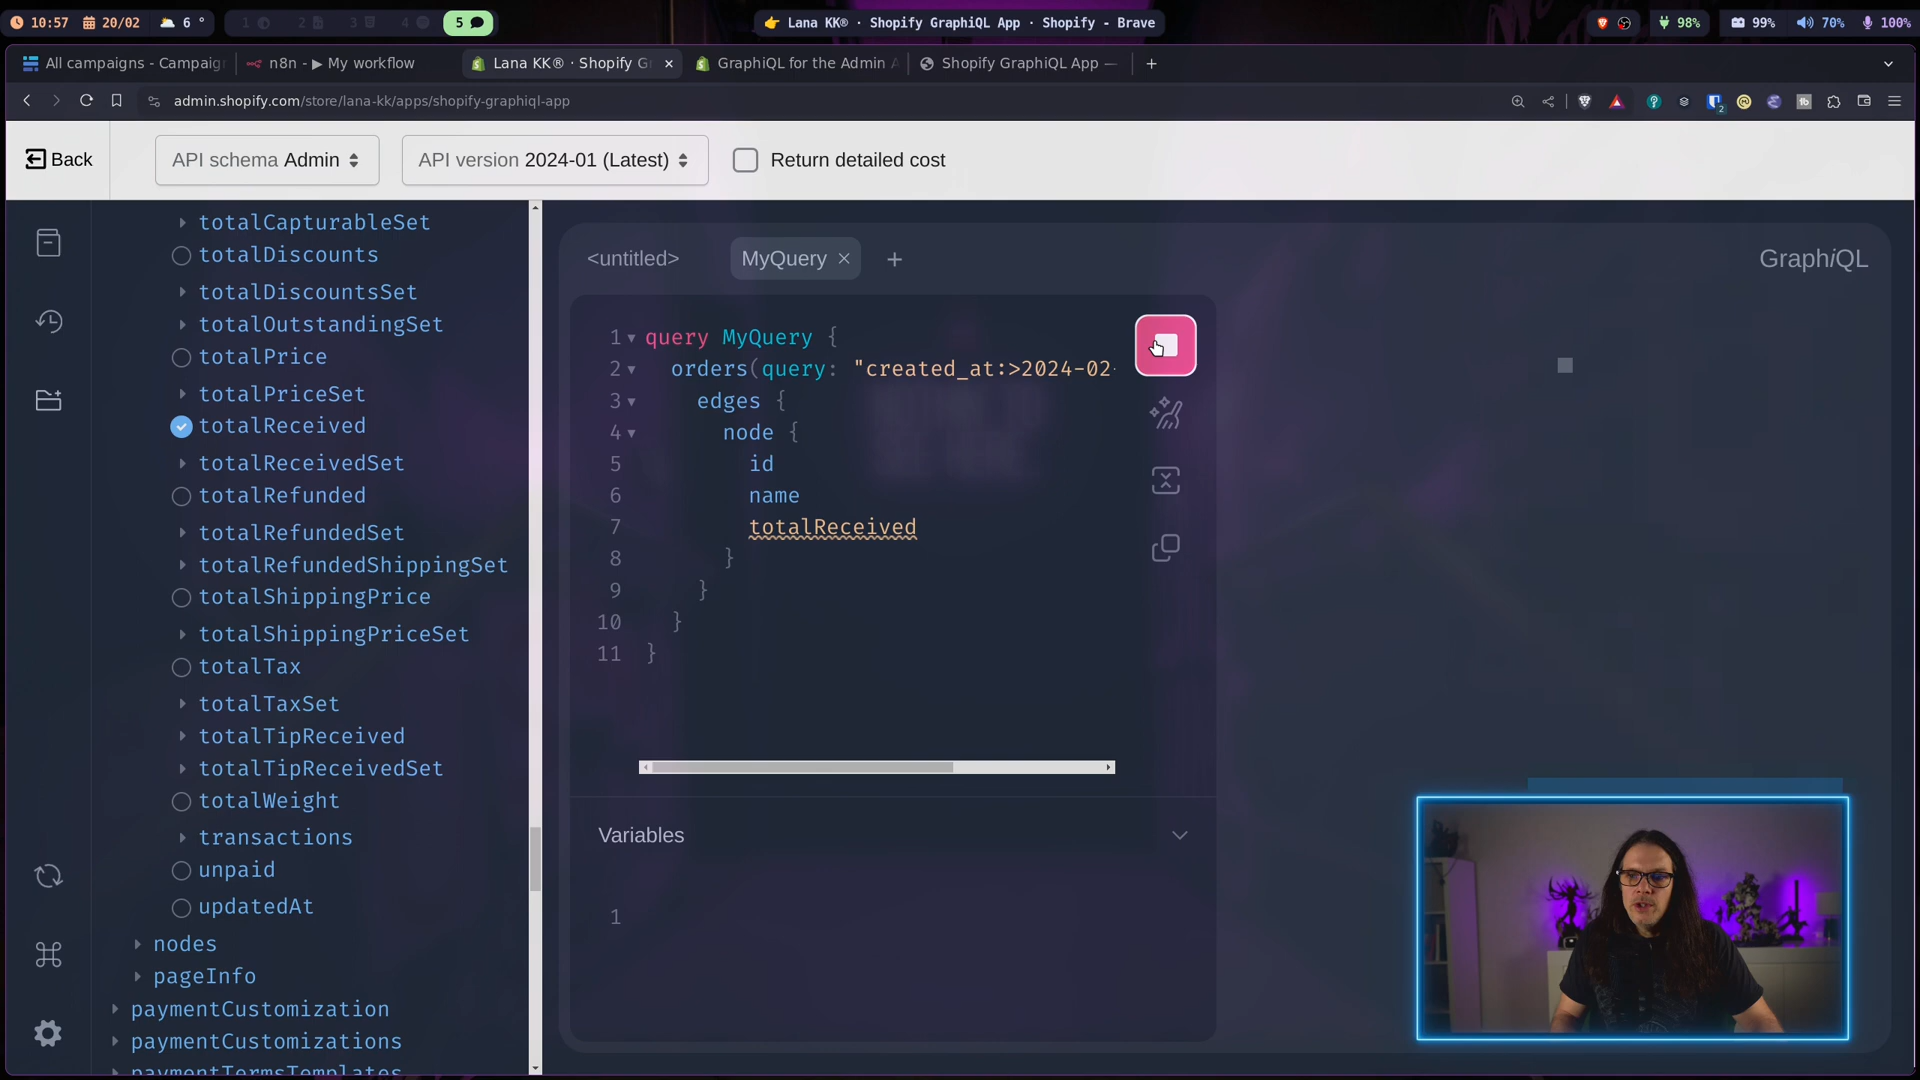 10:57 20/02 6 ° 1 2 3 4 5 👉 Lana KK® · Shopify GraphiQL App · Shopify - Brave 98% 99% 70% 100%
All campaigns - Campaig n8n - ▶ My workflow Lana KK® · Shopify G GraphiQL for the Admin A Shopify GraphiQL App —
admin.shopify.com/store/lana-kk/apps/shopify-graphiql-app
Back API schema Admin API version 2024-01 (Latest) Return detailed cost
totalCapturableSet
totalDiscounts
totalDiscountsSet
totalOutstandingSet
totalPrice
totalPriceSet
totalReceived
totalReceivedSet
totalRefunded
totalRefundedSet
totalRefundedShippingSet
totalShippingPrice
totalShippingPriceSet
totalTax
totalTaxSet
totalTipReceived
totalTipReceivedSet
totalWeight
transactions
unpaid
updatedAt
nodes
pageInfo
paymentCustomization
paymentCustomizations
paymentTermsTemplates
<untitled> MyQuery × + GraphiQL
1 query MyQuery {
2 orders(query: "created_at:>2024-02-
3 edges {
4 node {
5 id
6 name
7 totalReceived
8 }
9 }
10 }
11 }
Variables
1